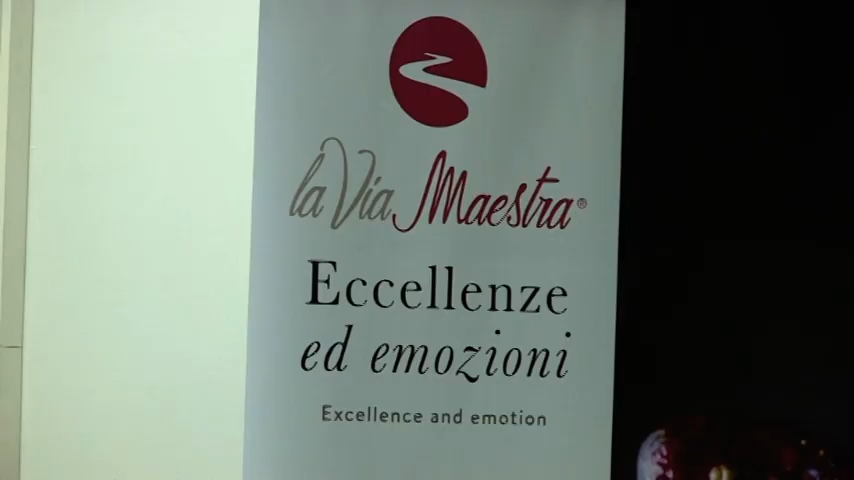 la Via Maestra®
Eccellenze
ed emozioni
Excellence and emotion